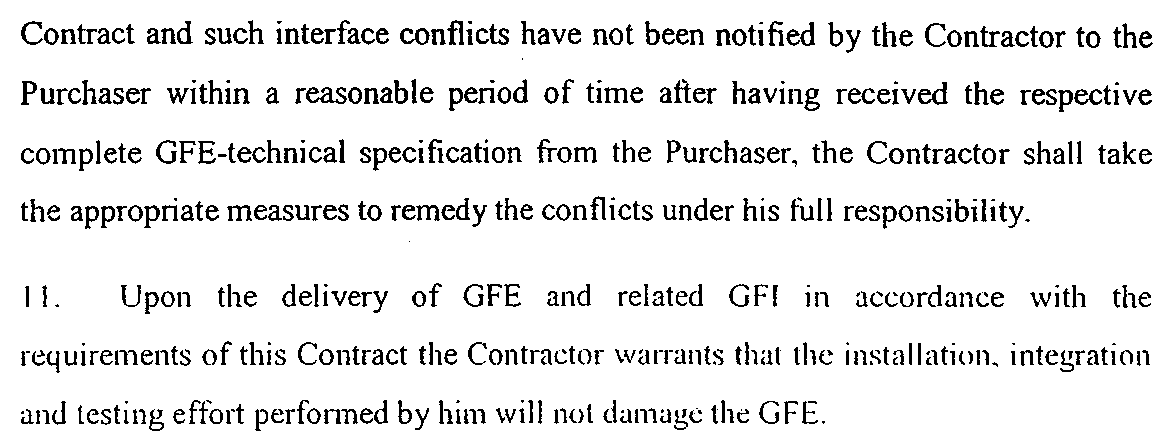 Contract and such interface conflicts have not been notified by the Contractor to the
Purchaser within a reasonable period of time after having received the respective
complete GFE-technical specification from the Purchaser, the Contractor shall take
the appropriate measures to remedy the conflicts under his full responsibility.
11. Upon the delivery of GFE and related GFI in accordance with the
requirements of this Contract the Contractor warrants that the installation, integration
and testing effort performed by him will not damage the GFE.